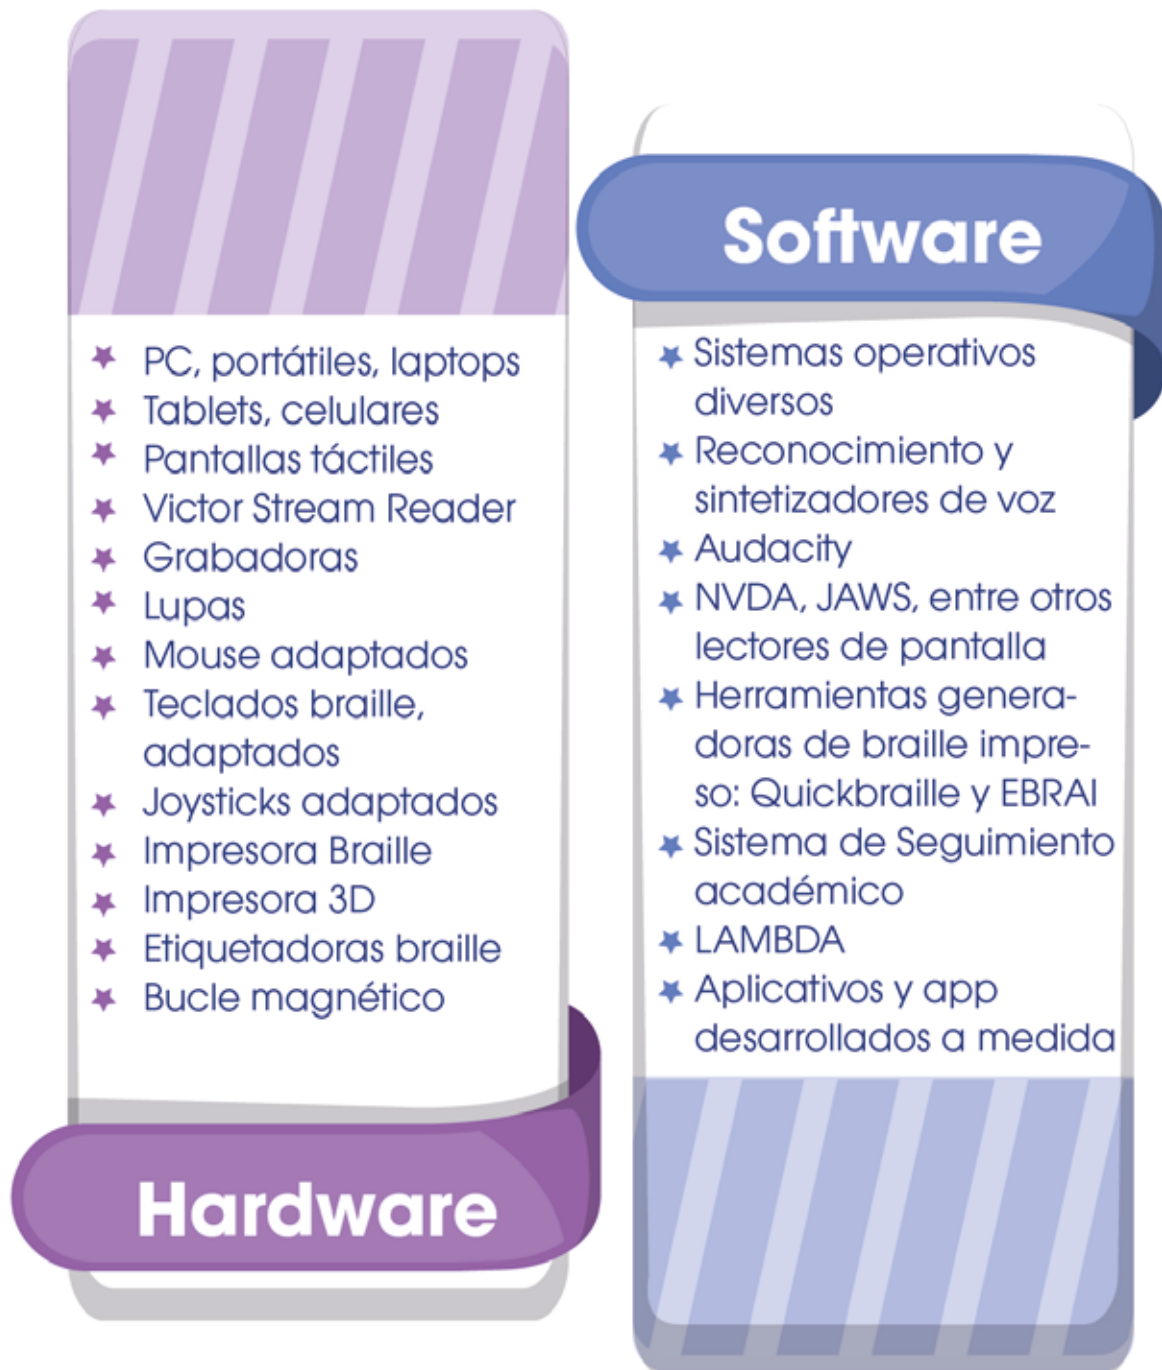 PC, portátiles, laptops
Tablets, celulares
Pantallas táctiles
Victor Stream Reader
Grabadoras
Lupas
Mouse adaptados
Teclados braille,
adaptados
Joysticks adaptados
Impresora Braille
Impresora 3D
Etiquetadoras braille
Bucle magnético
Hardware
Software
Sistemas operativos
diversos
Reconocimiento y
sintetizadores de voz
Audacity
NVDA, JAWS, entre otros
lectores de pantalla
Herramientas genera-
doras de braille impre-
so: Quickbraille y EBRAI
Sistema de Seguimiento
académico
LAMBDA
Aplicativos y app
desarrollados a medida